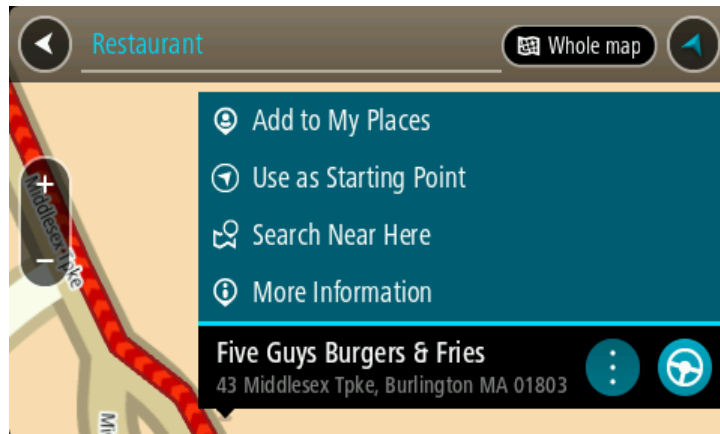 Restaurant
Whole map
Add to My Places
Use as Starting Point
Search Near Here
More Information
Five Guys Burgers & Fries
43 Middlesex Tpke, Burlington MA 01803
+
−
Middlesex Tpke
Mi